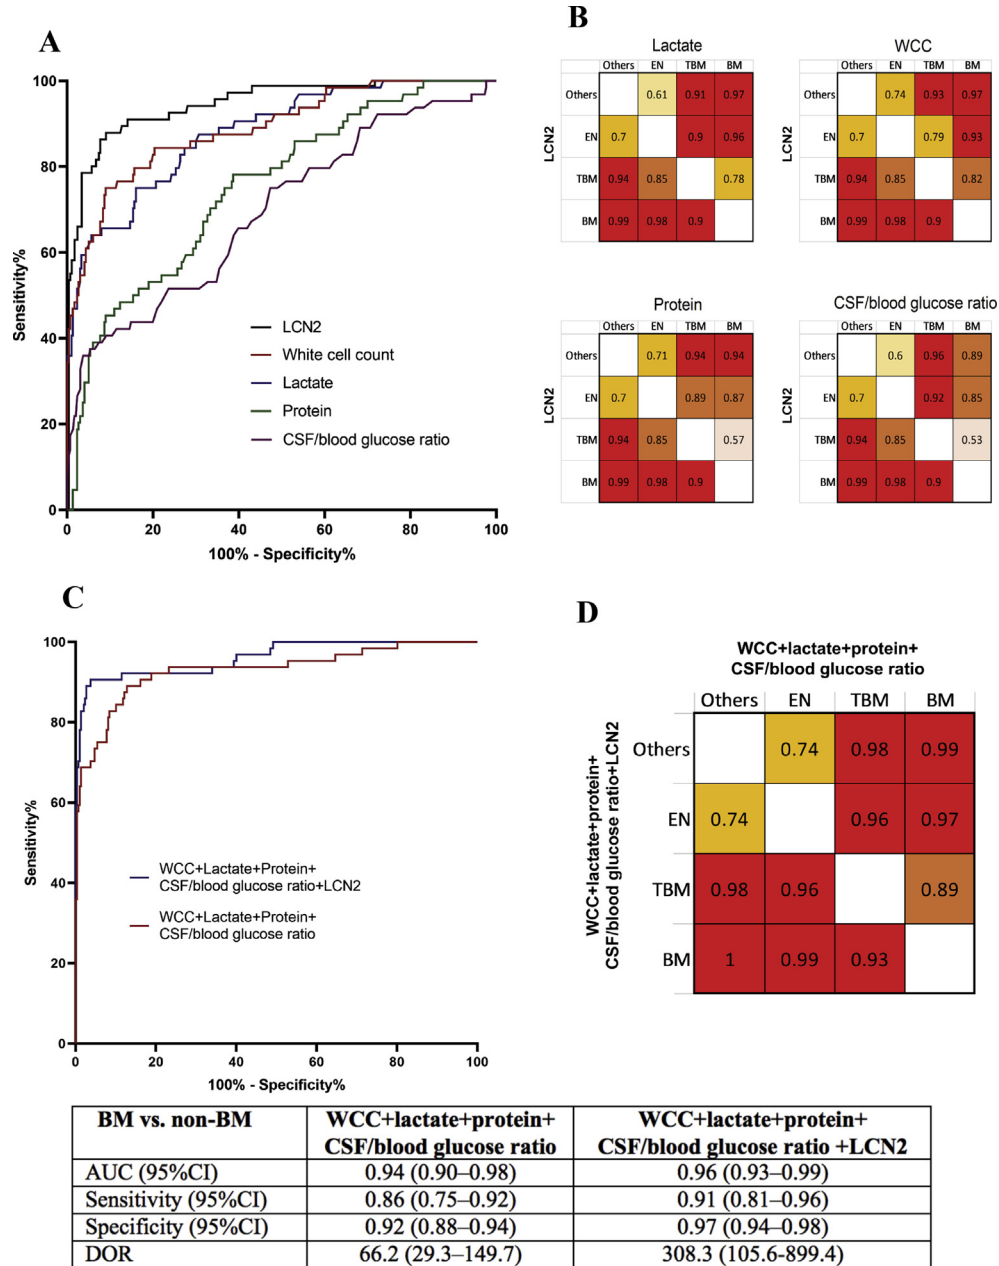 A
100
80
60
40
20
0
0 20 40 60 80 100
Sensitivity%
100% - Specificity%
LCN2
White cell count
Lactate
Protein
CSF/blood glucose ratio
B
Lactate
Others EN TBM BM
LCN2
Others 0.61 0.91 0.97
EN 0.7 0.9 0.96
TBM 0.94 0.85 0.78
BM 0.99 0.98 0.9
WCC
Others EN TBM BM
LCN2
Others 0.74 0.93 0.97
EN 0.7 0.79 0.93
TBM 0.94 0.85 0.82
BM 0.99 0.98 0.9
Protein
Others EN TBM BM
LCN2
Others 0.71 0.94 0.94
EN 0.7 0.89 0.87
TBM 0.94 0.85 0.57
BM 0.99 0.98 0.9
CSF/blood glucose ratio
Others EN TBM BM
LCN2
Others 0.6 0.96 0.89
EN 0.7 0.92 0.85
TBM 0.94 0.85 0.53
BM 0.99 0.98 0.9
C
100
80
60
40
20
0
0 20 40 60 80 100
Sensitivity%
100% - Specificity%
WCC+Lactate+Protein+
CSF/blood glucose ratio+LCN2
WCC+Lactate+Protein+
CSF/blood glucose ratio
D
WCC+lactate+protein+
CSF/blood glucose ratio
Others EN TBM BM
WCC+lactate+protein+
CSF/blood glucose ratio+LCN2
Others 0.74 0.98 0.99
EN 0.74 0.96 0.97
TBM 0.98 0.96 0.89
BM 1 0.99 0.93
BM vs. non-BM WCC+lactate+protein+ WCC+lactate+protein+
CSF/blood glucose ratio CSF/blood glucose ratio +LCN2
AUC (95%CI) 0.94 (0.90–0.98) 0.96 (0.93–0.99)
Sensitivity (95%CI) 0.86 (0.75–0.92) 0.91 (0.81–0.96)
Specificity (95%CI) 0.92 (0.88–0.94) 0.97 (0.94–0.98)
DOR 66.2 (29.3–149.7) 308.3 (105.6-899.4)